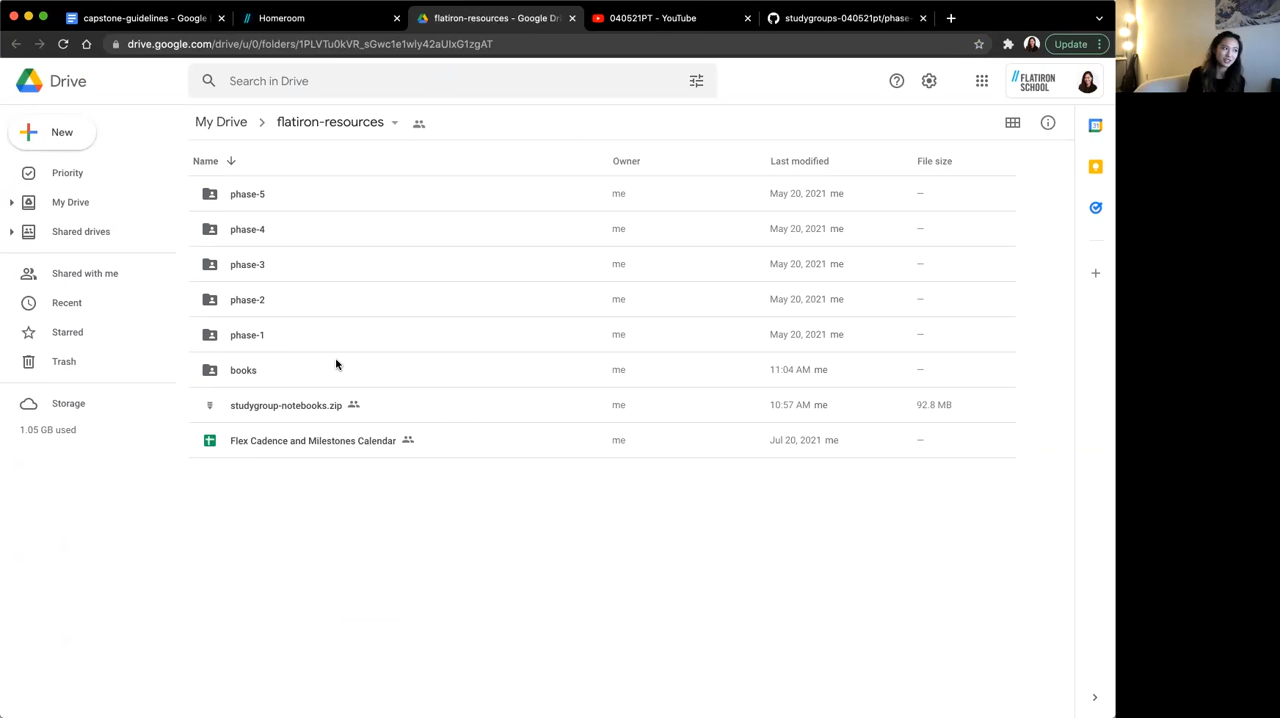 capstone-guidelines - Google
Homeroom
flatiron-resources - Google Dri
040521PT - YouTube
studygroups-040521pt/phase-
drive.google.com/drive/u/0/folders/1PLVTu0kVR_sGwc1e1wly42aUIxG1zgAT
Update
Drive
Search in Drive
FLATIRON
SCHOOL
New
My Drive
flatiron-resources
Priority
My Drive
Shared drives
Shared with me
Recent
Starred
Trash
Storage
1.05 GB used
Name Owner Last modified File size
phase-5 me May 20, 2021 me —
phase-4 me May 20, 2021 me —
phase-3 me May 20, 2021 me —
phase-2 me May 20, 2021 me —
phase-1 me May 20, 2021 me —
books me 11:04 AM me —
studygroup-notebooks.zip me 10:57 AM me 92.8 MB
Flex Cadence and Milestones Calendar me Jul 20, 2021 me —
31